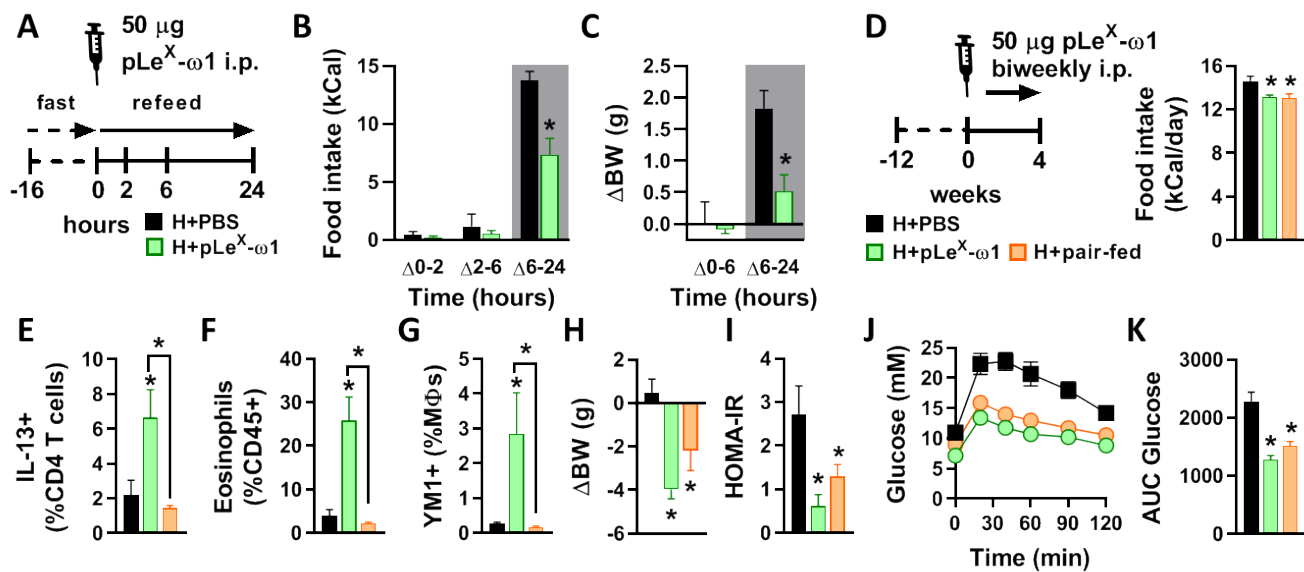 A
50 µg
pLeX-ω1 i.p.
fast
refeed
-16
0
2
6
24
hours
H+PBS
H+pLeX-ω1
B
Food intake (kCal)
15
10
5
0
*
Δ0-2
Δ2-6
Δ6-24
Time (hours)
C
ΔBW (g)
2.5
2.0
1.5
1.0
0.5
0.0
*
Δ0-6
Δ6-24
Time (hours)
D
50 µg pLeX-ω1
biweekly i.p.
-12
0
4
weeks
H+PBS
H+pLeX-ω1
H+pair-fed
Food intake
(kCal/day)
16
12
8
4
0
* *
E
IL-13+
(%CD4 T cells)
10
8
6
4
2
0
*
*
F
Eosinophils
(%CD45+)
40
30
20
10
0
*
*
G
YM1+ (%MΦs)
5
4
3
2
1
0
*
*
H
ΔBW (g)
2
0
-2
-4
-6
*
*
I
HOMA-IR
4
3
2
1
0
*
*
J
Glucose (mM)
25
20
15
10
5
0
0
30
60
90
120
Time (min)
K
AUC Glucose
3000
2000
1000
0
*
*